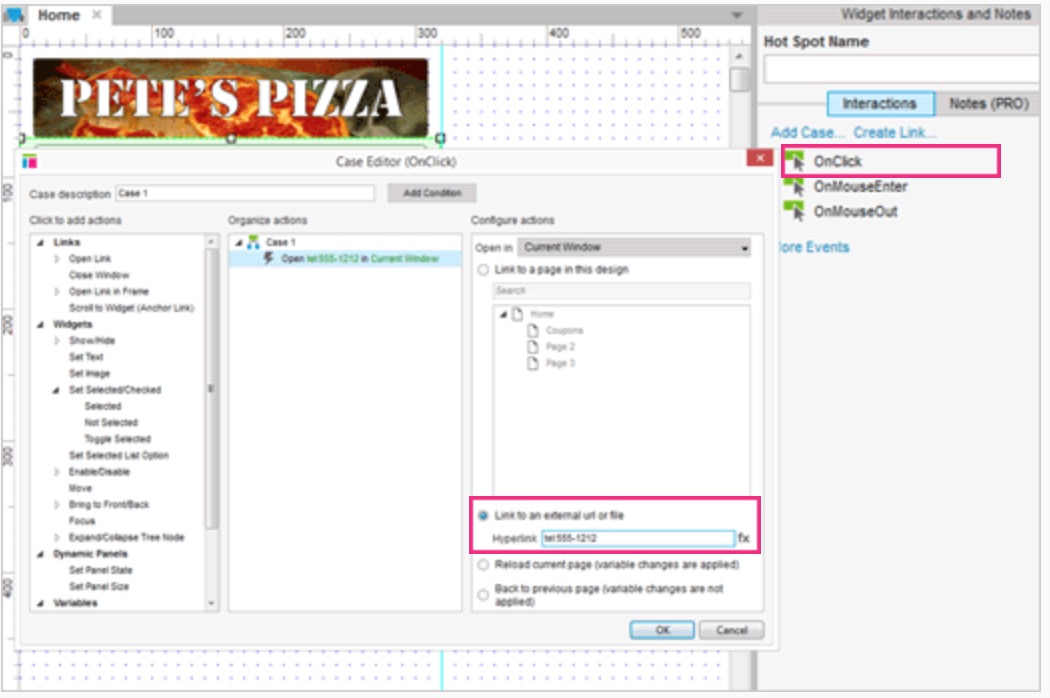 Home
Widget Interactions and Notes
0 100 200 300 400 500
Hot Spot Name
0
PETE'S PIZZA
Interactions Notes (PRO)
Add Case... Create Link...
Case Editor (OnClick)
OnClick
Case description Case 1 Add Condition
OnMouseEnter
100
OnMouseOut
Click to add actions Organize actions Configure actions
Links Case 1 Open in Current Window
ore Events
Open Link Open tel:555-1212 in Current Window
Link to a page in this design
Close Window
Open Link in Frame Search
Scroll to Widget (Anchor Link)
Home
200
Widgets
Coupons
Show/Hide
Page 2
Set Text
Page 3
Set Image
Set Selected/Checked
Selected
Not Selected
Toggle Selected
300
Set Selected List Option
Enable/Disable
Move
Bring to Front/Back
Link to an external url or file
Focus
Expand/Collapse Tree Node
Hyperlink tel:555-1212 fx
Dynamic Panels
Reload current page (variable changes are applied)
Set Panel State
400
Set Panel Size
Back to previous page (variable changes are not
applied)
Variables
OK Cancel